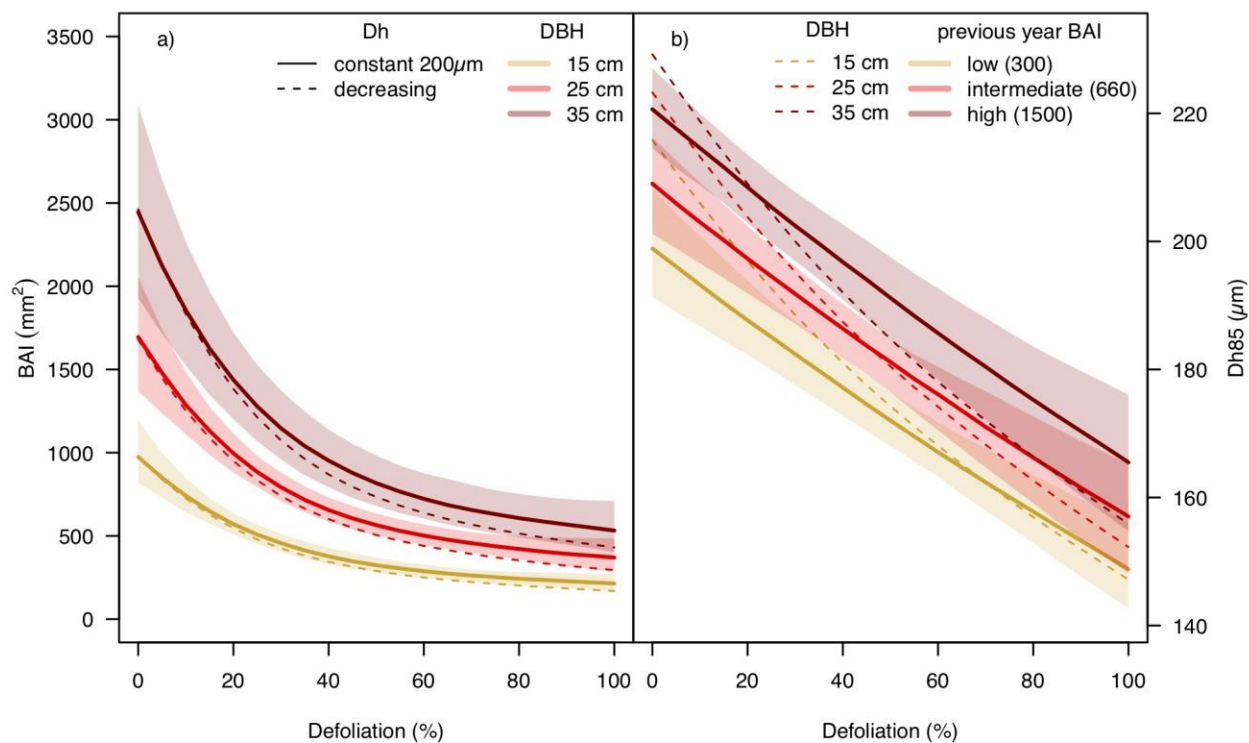 a) Dh DBH
constant 200µm 15 cm
decreasing 25 cm
35 cm
3500
3000
2500
2000
1500
1000
500
0
BAI (mm²)
0 20 40 60 80 100
Defoliation (%)
b) DBH previous year BAI
15 cm low (300)
25 cm intermediate (660)
35 cm high (1500)
220
200
180
160
140
Dh85 (µm)
0 20 40 60 80 100
Defoliation (%)